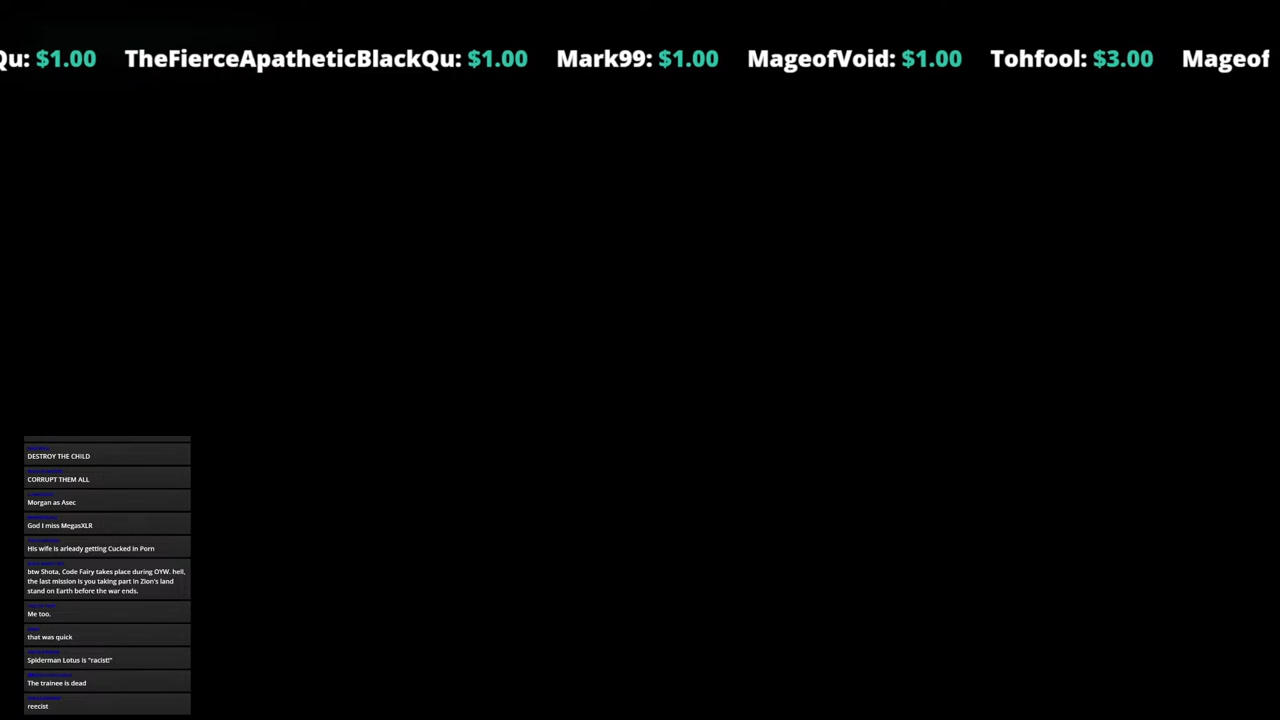 Qu: $1.00 TheFierceApatheticBlackQu: $1.00 Mark99: $1.00 MageofVoid: $1.00 Tohfool: $3.00 Mageof
DESTROY THE CHILD
CORRUPT THEM ALL
Morgan as Asec
God I miss MegasXLR
His wife is arleady getting Cucked in Porn
btw Shota, Code Fairy takes place during OYW. hell,
the last mission is you taking part in Zion's land
stand on Earth before the war ends.
Me too.
that was quick
Spiderman Lotus is "racist!"
The trainee is dead
reecist